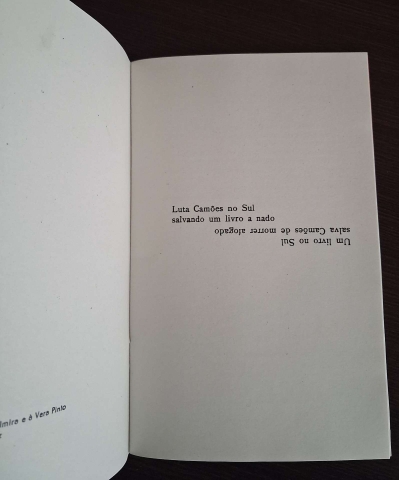 Luta Camões no Sul
salvando um livro a nado
Um livro no Sul
salva Camões de morrer afogado
e à Vera Pinto